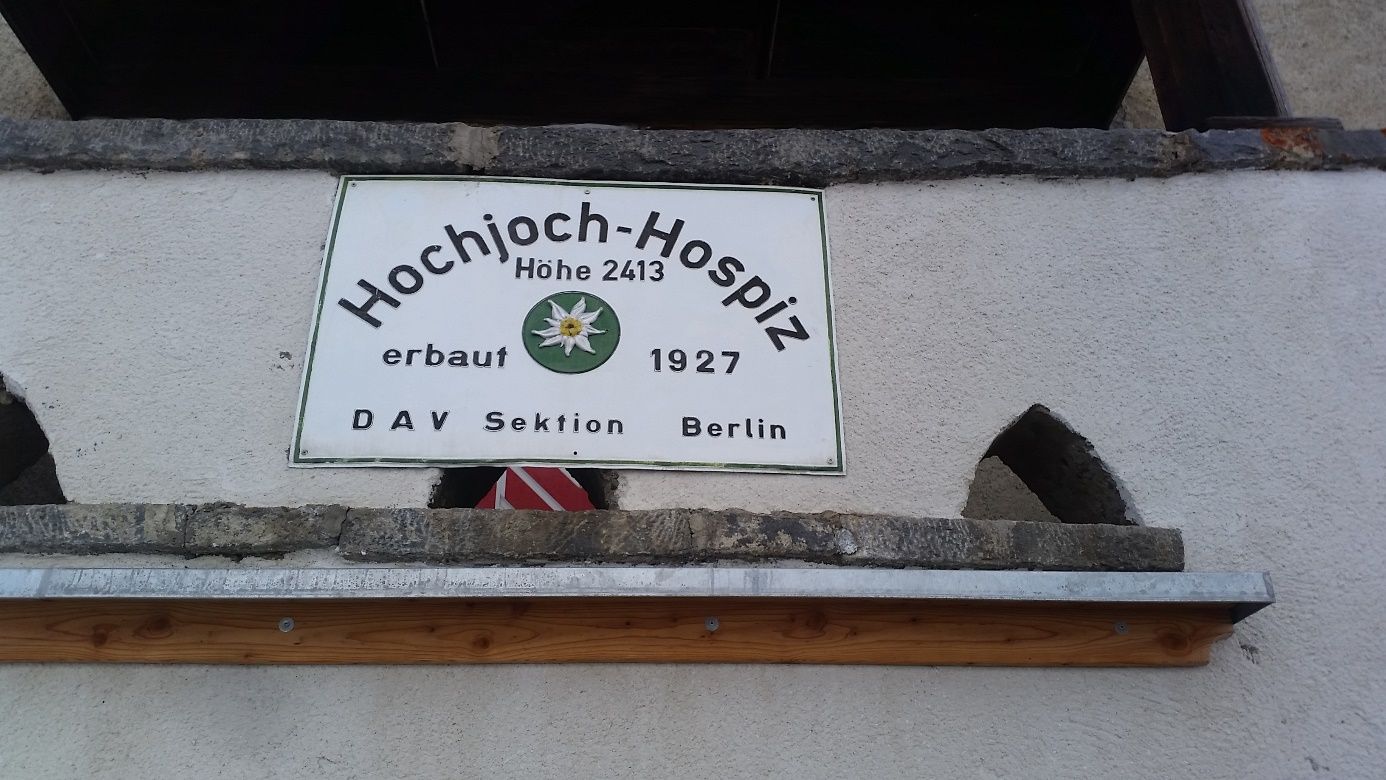 Hochjoch-Hospiz
Höhe 2413
erbaut 1927
DAV Sektion Berlin